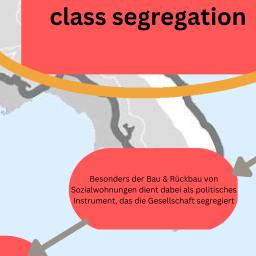 class segregation
Besonders der Bau & Rückbau von
Sozialwohnungen dient dabei als politisches
Instrument, das die Gesellschaft segregiert